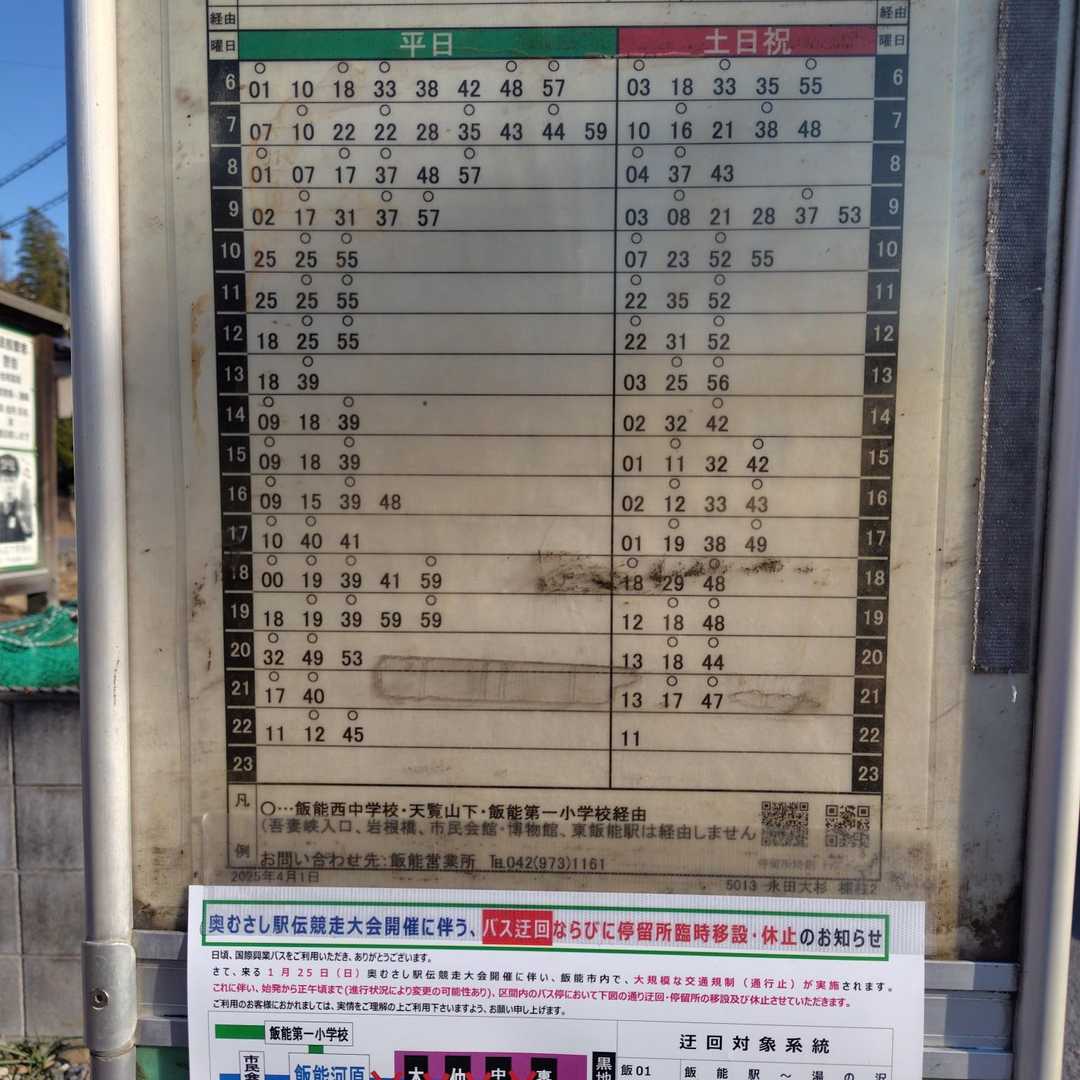 経由 経由
曜日 平日 土日祝 曜日
6 ○01 10 ○18 ○33 38 42 ○48 ○57 ○03 18 ○33 35 ○55 6
7 07 ○10 22 ○22 28 ○35 43 ○44 59 10 ○16 21 ○38 48 7
8 ○01 07 ○17 ○37 48 ○57 ○04 ○37 43 8
9 02 ○17 31 ○37 ○57 03 ○08 21 28 ○37 53 9
10 25 ○25 ○55 ○07 23 ○52 55 10
11 25 ○25 ○55 ○22 35 ○52 11
12 18 ○25 ○55 ○22 31 ○52 12
13 18 ○39 03 ○25 ○56 13
14 ○09 18 ○39 02 32 ○42 14
15 ○09 18 ○39 01 ○11 32 ○42 15
16 ○09 15 ○39 48 02 ○12 33 ○43 16
17 ○10 ○40 41 01 ○19 38 ○49 17
18 ○00 ○19 ○39 41 ○59 ○18 29 ○48 18
19 18 ○19 ○39 59 ○59 12 ○18 ○48 19
20 ○32 ○49 53 13 ○18 ○44 20
21 ○17 ○40 13 ○17 ○47 21
22 11 ○12 ○45 11 22
23 23
凡例
○…飯能西中学校・天覧山下・飯能第一小学校経由
(吾妻峡入口、岩根橋、市民会館・博物館、東飯能駅は経由しません
お問い合わせ先:飯能営業所 ℡042(973)1161
2025年4月1日 5013 永田大杉
奥むさし駅伝競走大会開催に伴う、バス迂回ならびに停留所臨時移設・休止のお知らせ
日頃、国際興業バスをご利用いただき、ありがとうございます。
さて、来る1月25日(日)奥むさし駅伝競走大会開催に伴い、飯能市内で、大規模な交通規制(通行止)が実施されます。
これに伴い、始発から正午頃まで(進行状況により変更の可能性あり)、区間内のバス停において下図の通り迂回・停留所の移設及び休止させていただきます。
ご利用のお客様におかれましては、実情をご理解の上ご利用下さいますよう、お願い申し上げます。
飯能第一小学校
迂回対象系統
飯能河原
飯01 飯能駅～湯の沢